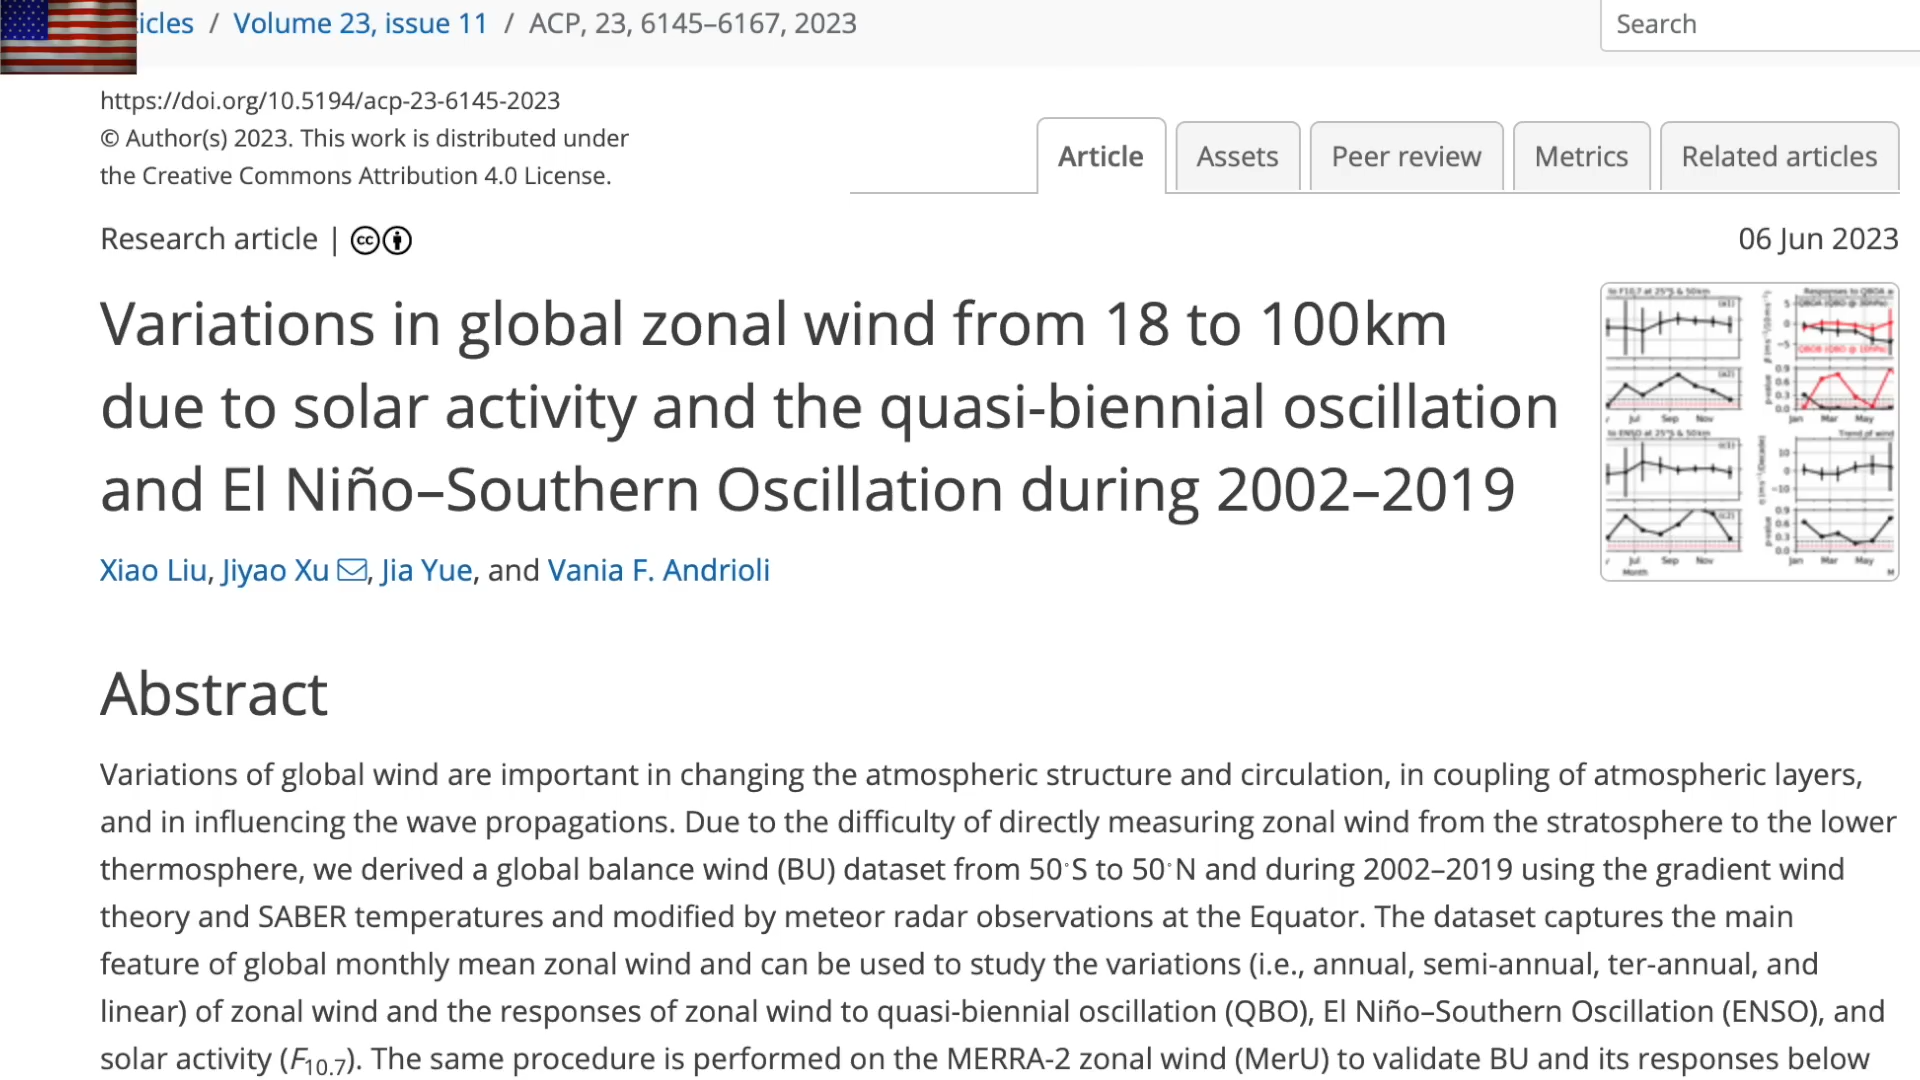 icles / Volume 23, issue 11 / ACP, 23, 6145–6167, 2023
Search
https://doi.org/10.5194/acp-23-6145-2023
© Author(s) 2023. This work is distributed under
the Creative Commons Attribution 4.0 License.
Article Assets Peer review Metrics Related articles
Research article | cc
06 Jun 2023
Variations in global zonal wind from 18 to 100 km
due to solar activity and the quasi-biennial oscillation
and El Niño–Southern Oscillation during 2002–2019
Xiao Liu, Jiyao Xu, Jia Yue, and Vania F. Andrioli
Abstract
Variations of global wind are important in changing the atmospheric structure and circulation, in coupling of atmospheric layers,
and in influencing the wave propagations. Due to the difficulty of directly measuring zonal wind from the stratosphere to the lower
thermosphere, we derived a global balance wind (BU) dataset from 50°S to 50°N and during 2002–2019 using the gradient wind
theory and SABER temperatures and modified by meteor radar observations at the Equator. The dataset captures the main
feature of global monthly mean zonal wind and can be used to study the variations (i.e., annual, semi-annual, ter-annual, and
linear) of zonal wind and the responses of zonal wind to quasi-biennial oscillation (QBO), El Niño–Southern Oscillation (ENSO), and
solar activity (F10.7). The same procedure is performed on the MERRA-2 zonal wind (MerU) to validate BU and its responses below